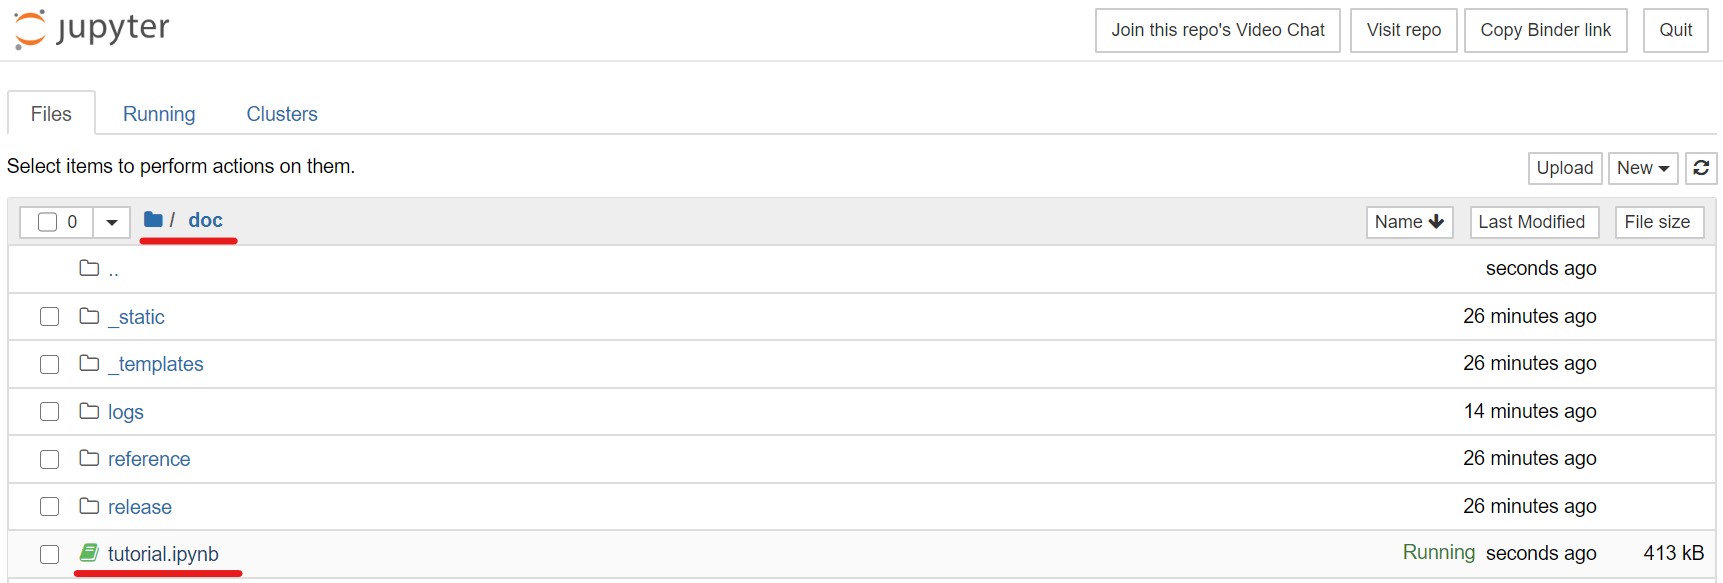 jupyter Join this repo's Video Chat Visit repo Copy Binder link Quit
Files Running Clusters
Select items to perform actions on them. Upload New
0 / doc Name Last Modified File size
.. seconds ago
_static 26 minutes ago
_templates 26 minutes ago
logs 14 minutes ago
reference 26 minutes ago
release 26 minutes ago
tutorial.ipynb Running seconds ago 413 kB